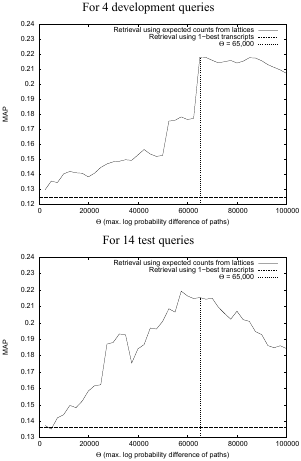 For 4 development queries
0.24
Retrieval using expected counts from lattices
0.23
Retrieval using 1-best transcripts
0.22
Θ = 65,000
0.21
0.2
0.19
MAP
0.18
0.17
0.16
0.15
0.14
0.13
0.12
0 20000 40000 60000 80000 100000
Θ (max. log probability difference of paths)
For 14 test queries
0.24
Retrieval using expected counts from lattices
0.23
Retrieval using 1-best transcripts
0.22
Θ = 65,000
0.21
0.2
0.19
MAP
0.18
0.17
0.16
0.15
0.14
0.13
0 20000 40000 60000 80000 100000
Θ (max. log probability difference of paths)